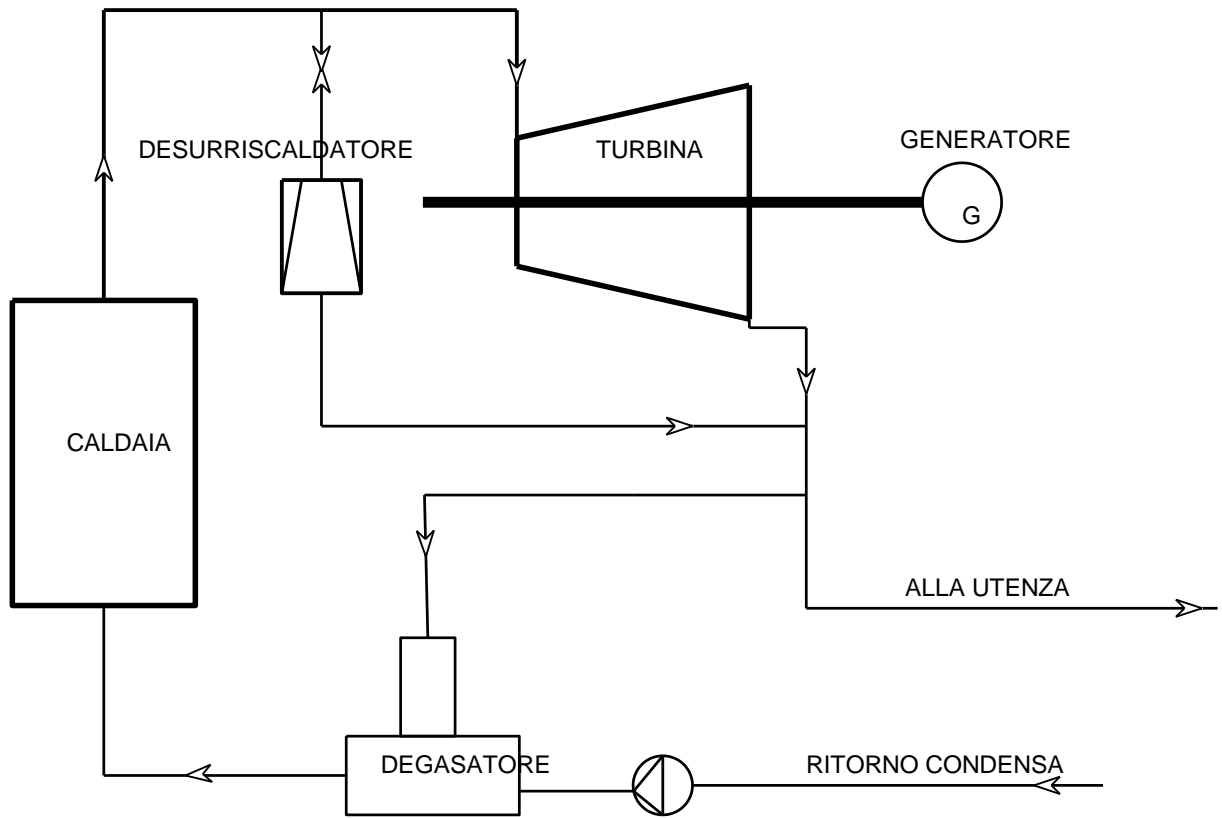 DESURRISCALDATORE
TURBINA
GENERATORE
G
CALDAIA
ALLA UTENZA
DEGASATORE
RITORNO CONDENSA